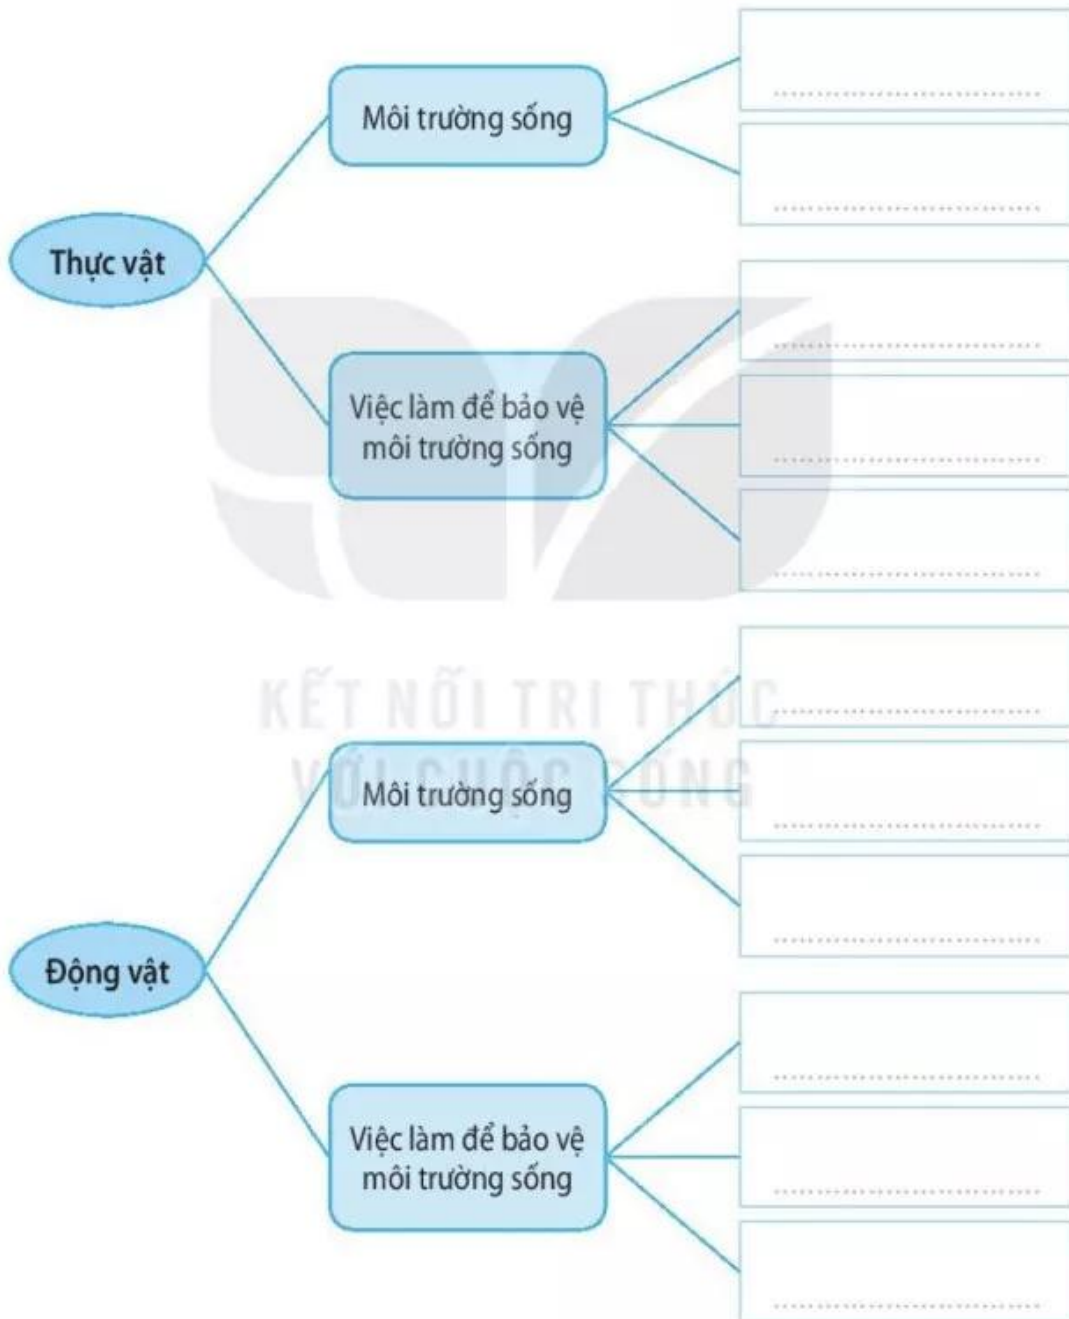 Môi trường sống
Thực vật
Việc làm để bảo vệ
môi trường sống
KẾT NỐI TRI THỨC
VỚI CUỘC SỐNG
Môi trường sống
Động vật
Việc làm để bảo vệ
môi trường sống